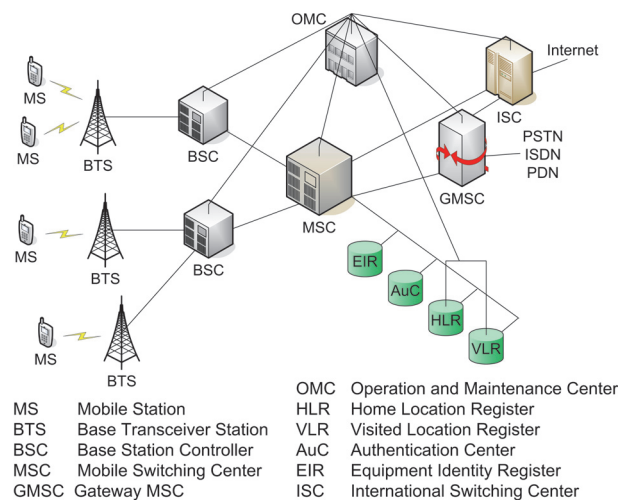 OMC
Internet
MS
ISC
MS
BTS
BSC
PSTN
ISDN
PDN
GMSC
MSC
MS
BTS
BSC
EIR
AuC
HLR
VLR
MS
BTS
MS Mobile Station
BTS Base Transceiver Station
BSC Base Station Controller
MSC Mobile Switching Center
GMSC Gateway MSC
OMC Operation and Maintenance Center
HLR Home Location Register
VLR Visited Location Register
AuC Authentication Center
EIR Equipment Identity Register
ISC International Switching Center